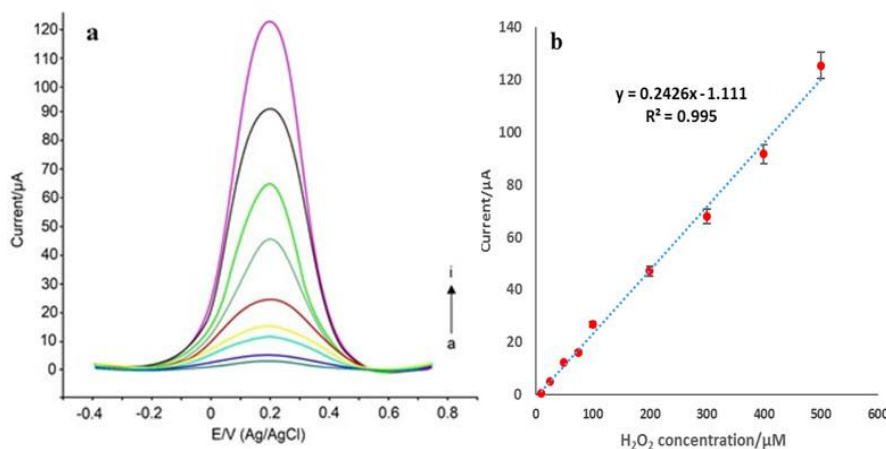 a
120
110
100
90
80
70
60
50
40
30
20
10
0
Current/µA
i
a
-0.4 -0.2 0 0.2 0.4 0.6 0.8
E/V (Ag/AgCl)
b
y = 0.2426x - 1.111
R² = 0.995
140
120
100
80
60
40
20
0
Current/µA
0 100 200 300 400 500 600
H₂O₂ concentration/µM